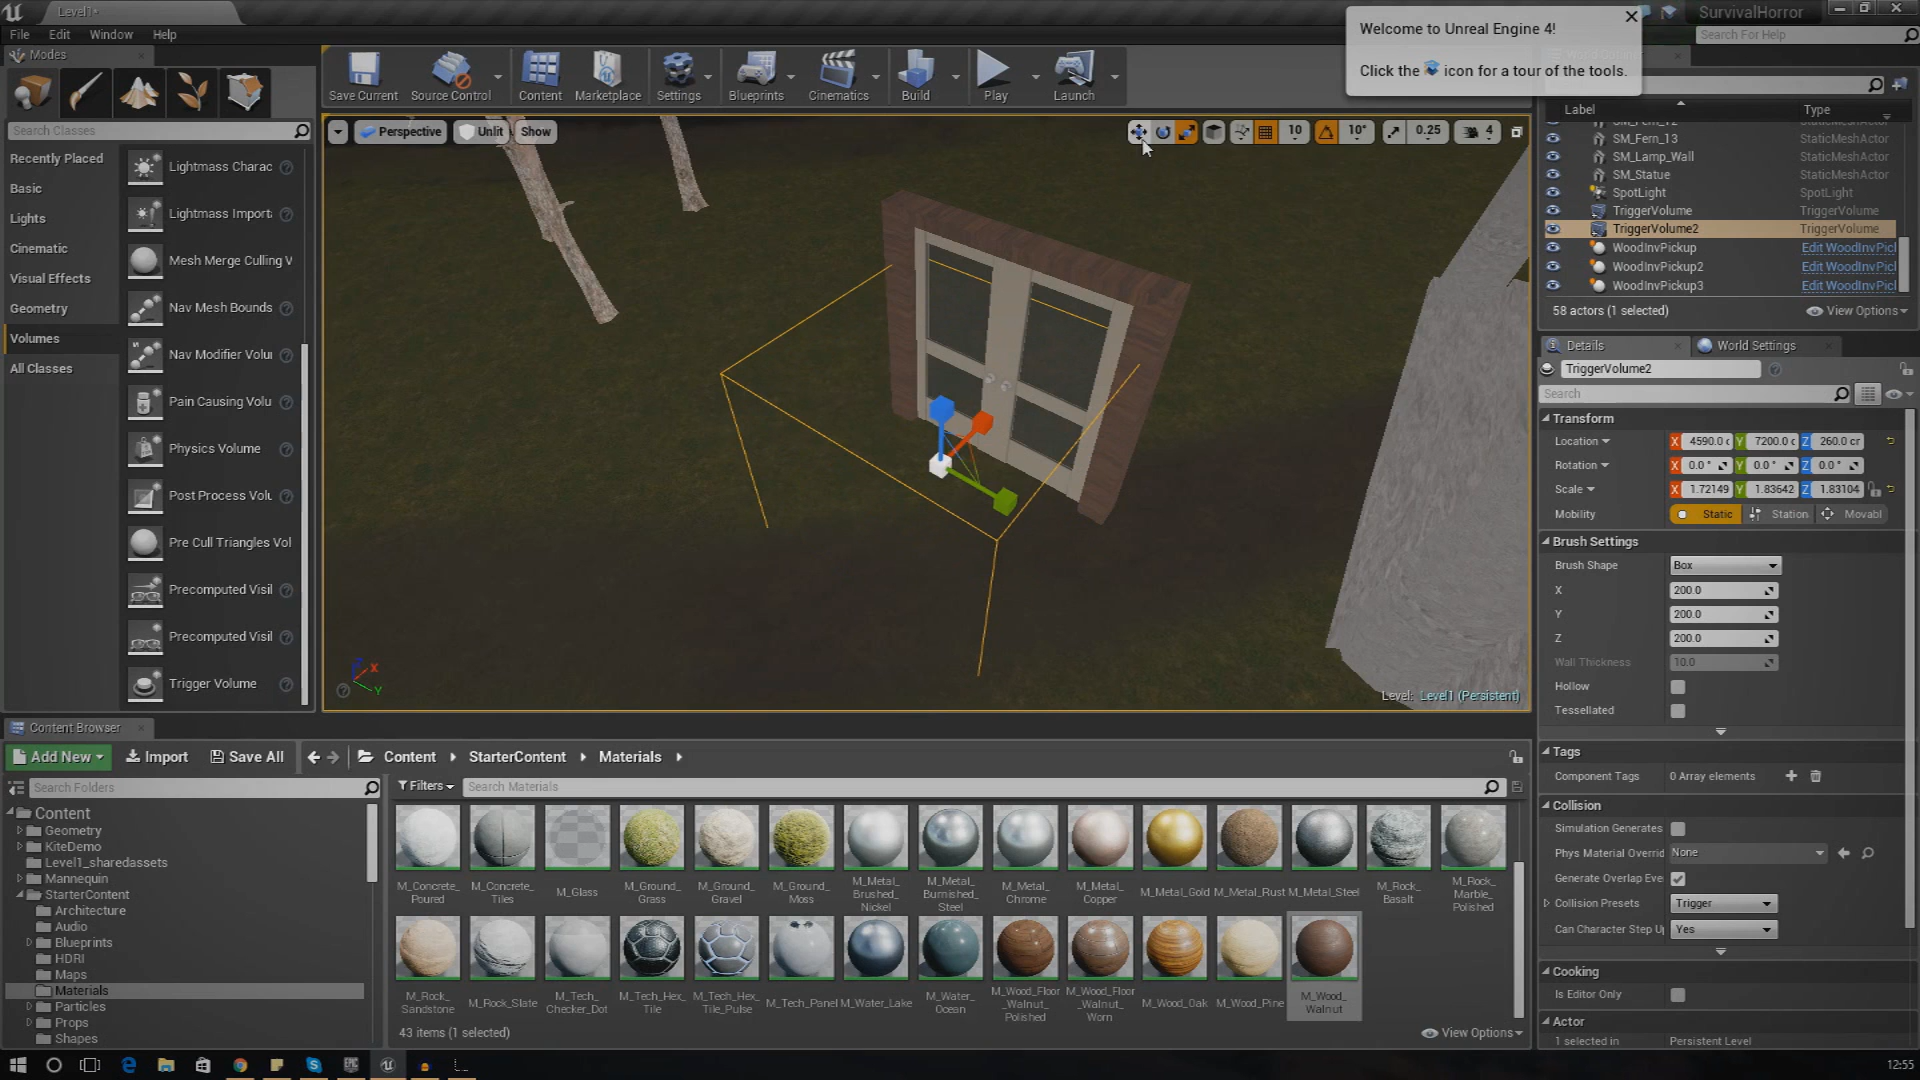 Level1*
SurvivalHorror
File Edit Window Help
Search For Help
Welcome to Unreal Engine 4!
Click the icon for a tour of the tools.
Modes
Save Current
Source Control
Content
Marketplace
Settings
Blueprints
Cinematics
Build
Play
Launch
Search Classes
Recently Placed
Basic
Lights
Cinematic
Visual Effects
Geometry
Volumes
All Classes
Lightmass Charac
Lightmass Importa
Mesh Merge Culling V
Nav Mesh Bounds
Nav Modifier Volu
Pain Causing Volu
Physics Volume
Post Process Volu
Pre Cull Triangles Vol
Precomputed Visil
Precomputed Visil
Trigger Volume
Perspective Unlit Show
10 10° 0.25 4
Level: Level1 (Persistent)
Label Type
SM_Fern_13 StaticMeshActor
SM_Lamp_Wall StaticMeshActor
SM_Statue StaticMeshActor
SpotLight SpotLight
TriggerVolume TriggerVolume
TriggerVolume2 TriggerVolume
WoodInvPickup Edit WoodInvPicl
WoodInvPickup2 Edit WoodInvPicl
WoodInvPickup3 Edit WoodInvPicl
58 actors (1 selected) View Options
Details World Settings
TriggerVolume2
Search
Transform
Location X 4590.0 c Y 7200.0 c Z 260.0 cr
Rotation X 0.0 ° Y 0.0 ° Z 0.0 °
Scale X 1.72149 Y 1.83642 Z 1.83104
Mobility Static Station Movabl
Brush Settings
Brush Shape Box
X 200.0
Y 200.0
Z 200.0
Wall Thickness 10.0
Hollow
Tessellated
Tags
Component Tags 0 Array elements
Collision
Simulation Generates
Phys Material Overrid None
Generate Overlap Eve
Collision Presets Trigger
Can Character Step U Yes
Cooking
Is Editor Only
Actor
1 selected in Persistent Level
Content Browser
Add New Import Save All Content StarterContent Materials
Search Folders
Filters Search Materials
Content
Geometry
KiteDemo
Level1_sharedassets
Mannequin
StarterContent
Architecture
Audio
Blueprints
HDRI
Maps
Materials
Particles
Props
Shapes
M_Concrete_Poured
M_Concrete_Tiles
M_Glass
M_Ground_Grass
M_Ground_Gravel
M_Ground_Moss
M_Metal_Brushed_Nickel
M_Metal_Burnished_Steel
M_Metal_Chrome
M_Metal_Copper
M_Metal_Gold
M_Metal_Rust
M_Metal_Steel
M_Rock_Basalt
M_Rock_Marble_Polished
M_Rock_Sandstone
M_Rock_Slate
M_Tech_Checker_Dot
M_Tech_Hex_Tile
M_Tech_Hex_Tile_Pulse
M_Tech_Panel
M_Water_Lake
M_Water_Ocean
M_Wood_Floor_Walnut_Polished
M_Wood_Floor_Walnut_Worn
M_Wood_Oak
M_Wood_Pine
M_Wood_Walnut
43 items (1 selected)
View Options
12:55